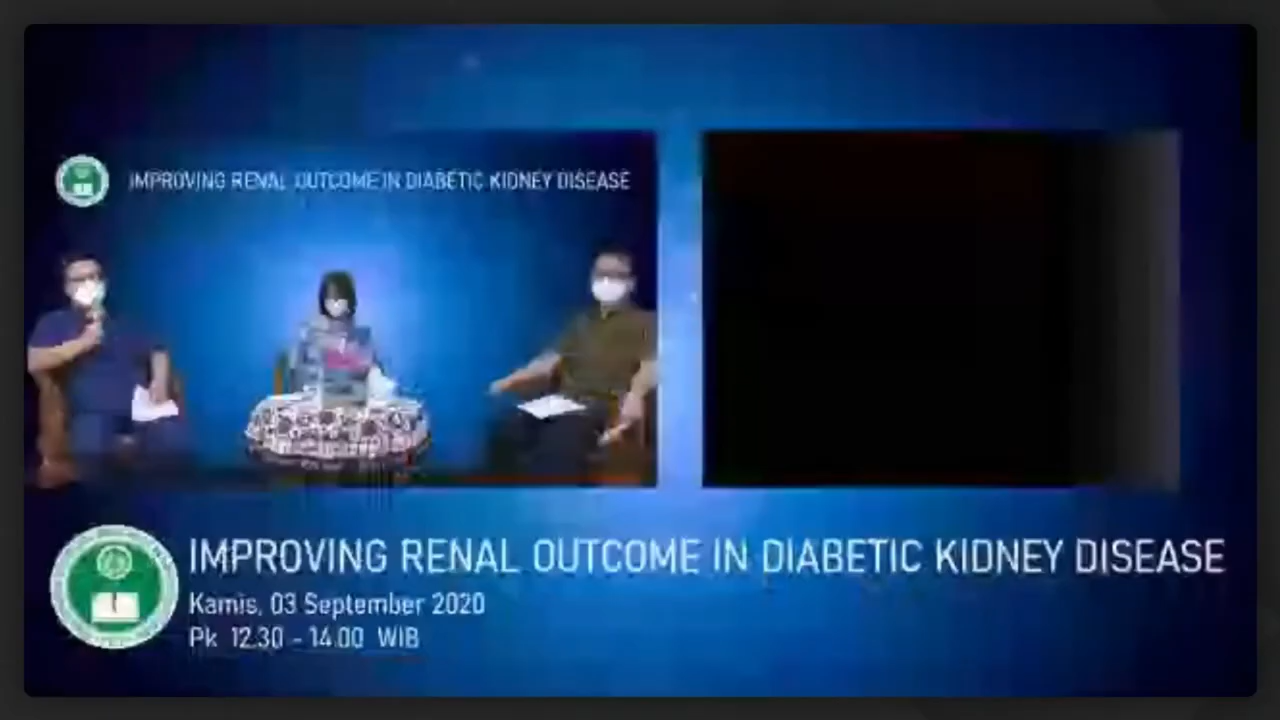 IMPROVING RENAL OUTCOME IN DIABETIC KIDNEY DISEASE
IMPROVING RENAL OUTCOME IN DIABETIC KIDNEY DISEASE
Kamis, 03 September 2020
Pk 12.30 - 14.00 WIB